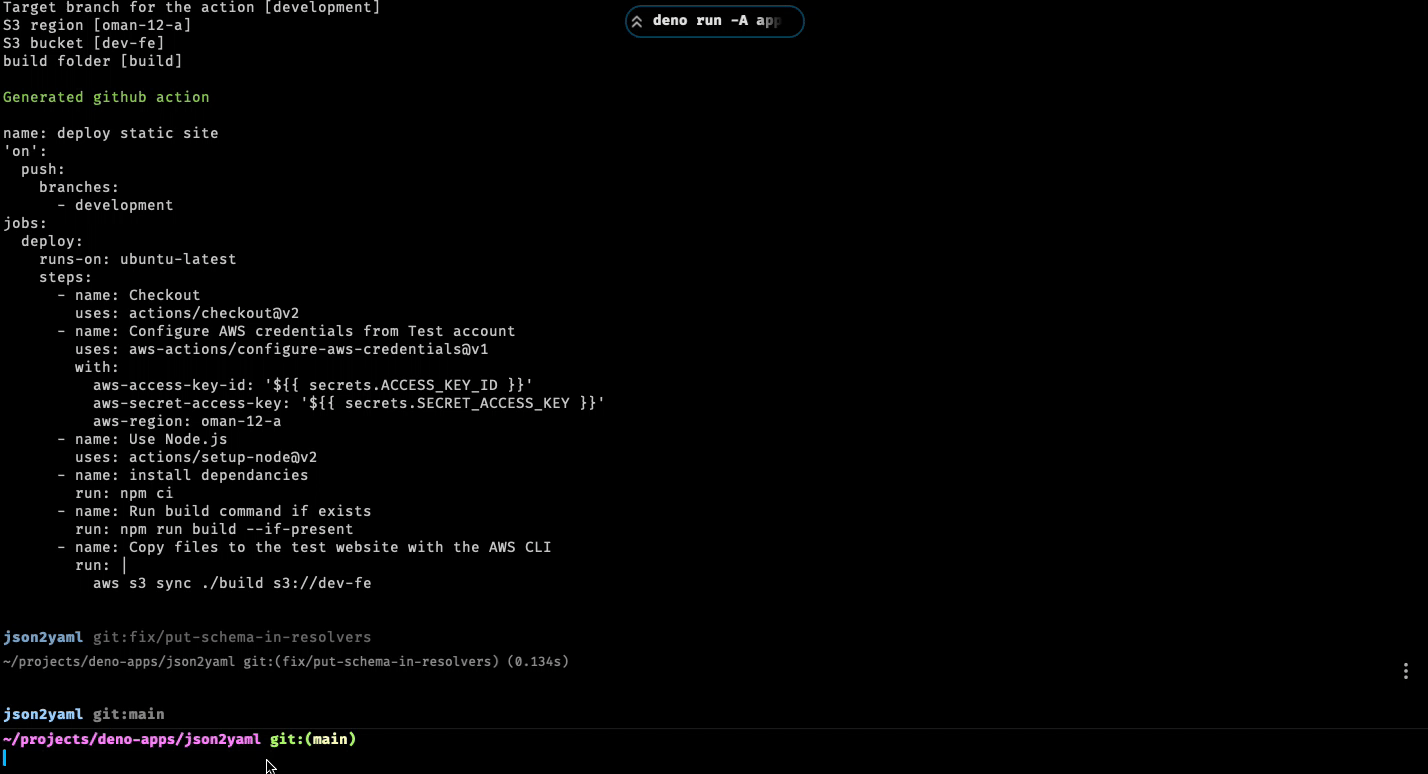 Target branch for the action [development]
S3 region [oman-12-a]
S3 bucket [dev-fe]
build folder [build]
deno run -A app
Generated github action
name: deploy static site
'on':
  push:
    branches:
      - development
jobs:
  deploy:
    runs-on: ubuntu-latest
    steps:
      - name: Checkout
        uses: actions/checkout@v2
      - name: Configure AWS credentials from Test account
        uses: aws-actions/configure-aws-credentials@v1
        with:
          aws-access-key-id: '${{ secrets.ACCESS_KEY_ID }}'
          aws-secret-access-key: '${{ secrets.SECRET_ACCESS_KEY }}'
          aws-region: oman-12-a
      - name: Use Node.js
        uses: actions/setup-node@v2
      - name: install dependancies
        run: npm ci
      - name: Run build command if exists
        run: npm run build --if-present
      - name: Copy files to the test website with the AWS CLI
        run: |
          aws s3 sync ./build s3://dev-fe
json2yaml git:fix/put-schema-in-resolvers
~/projects/deno-apps/json2yaml git:(fix/put-schema-in-resolvers) (0.134s)
json2yaml git:main
~/projects/deno-apps/json2yaml git:(main)